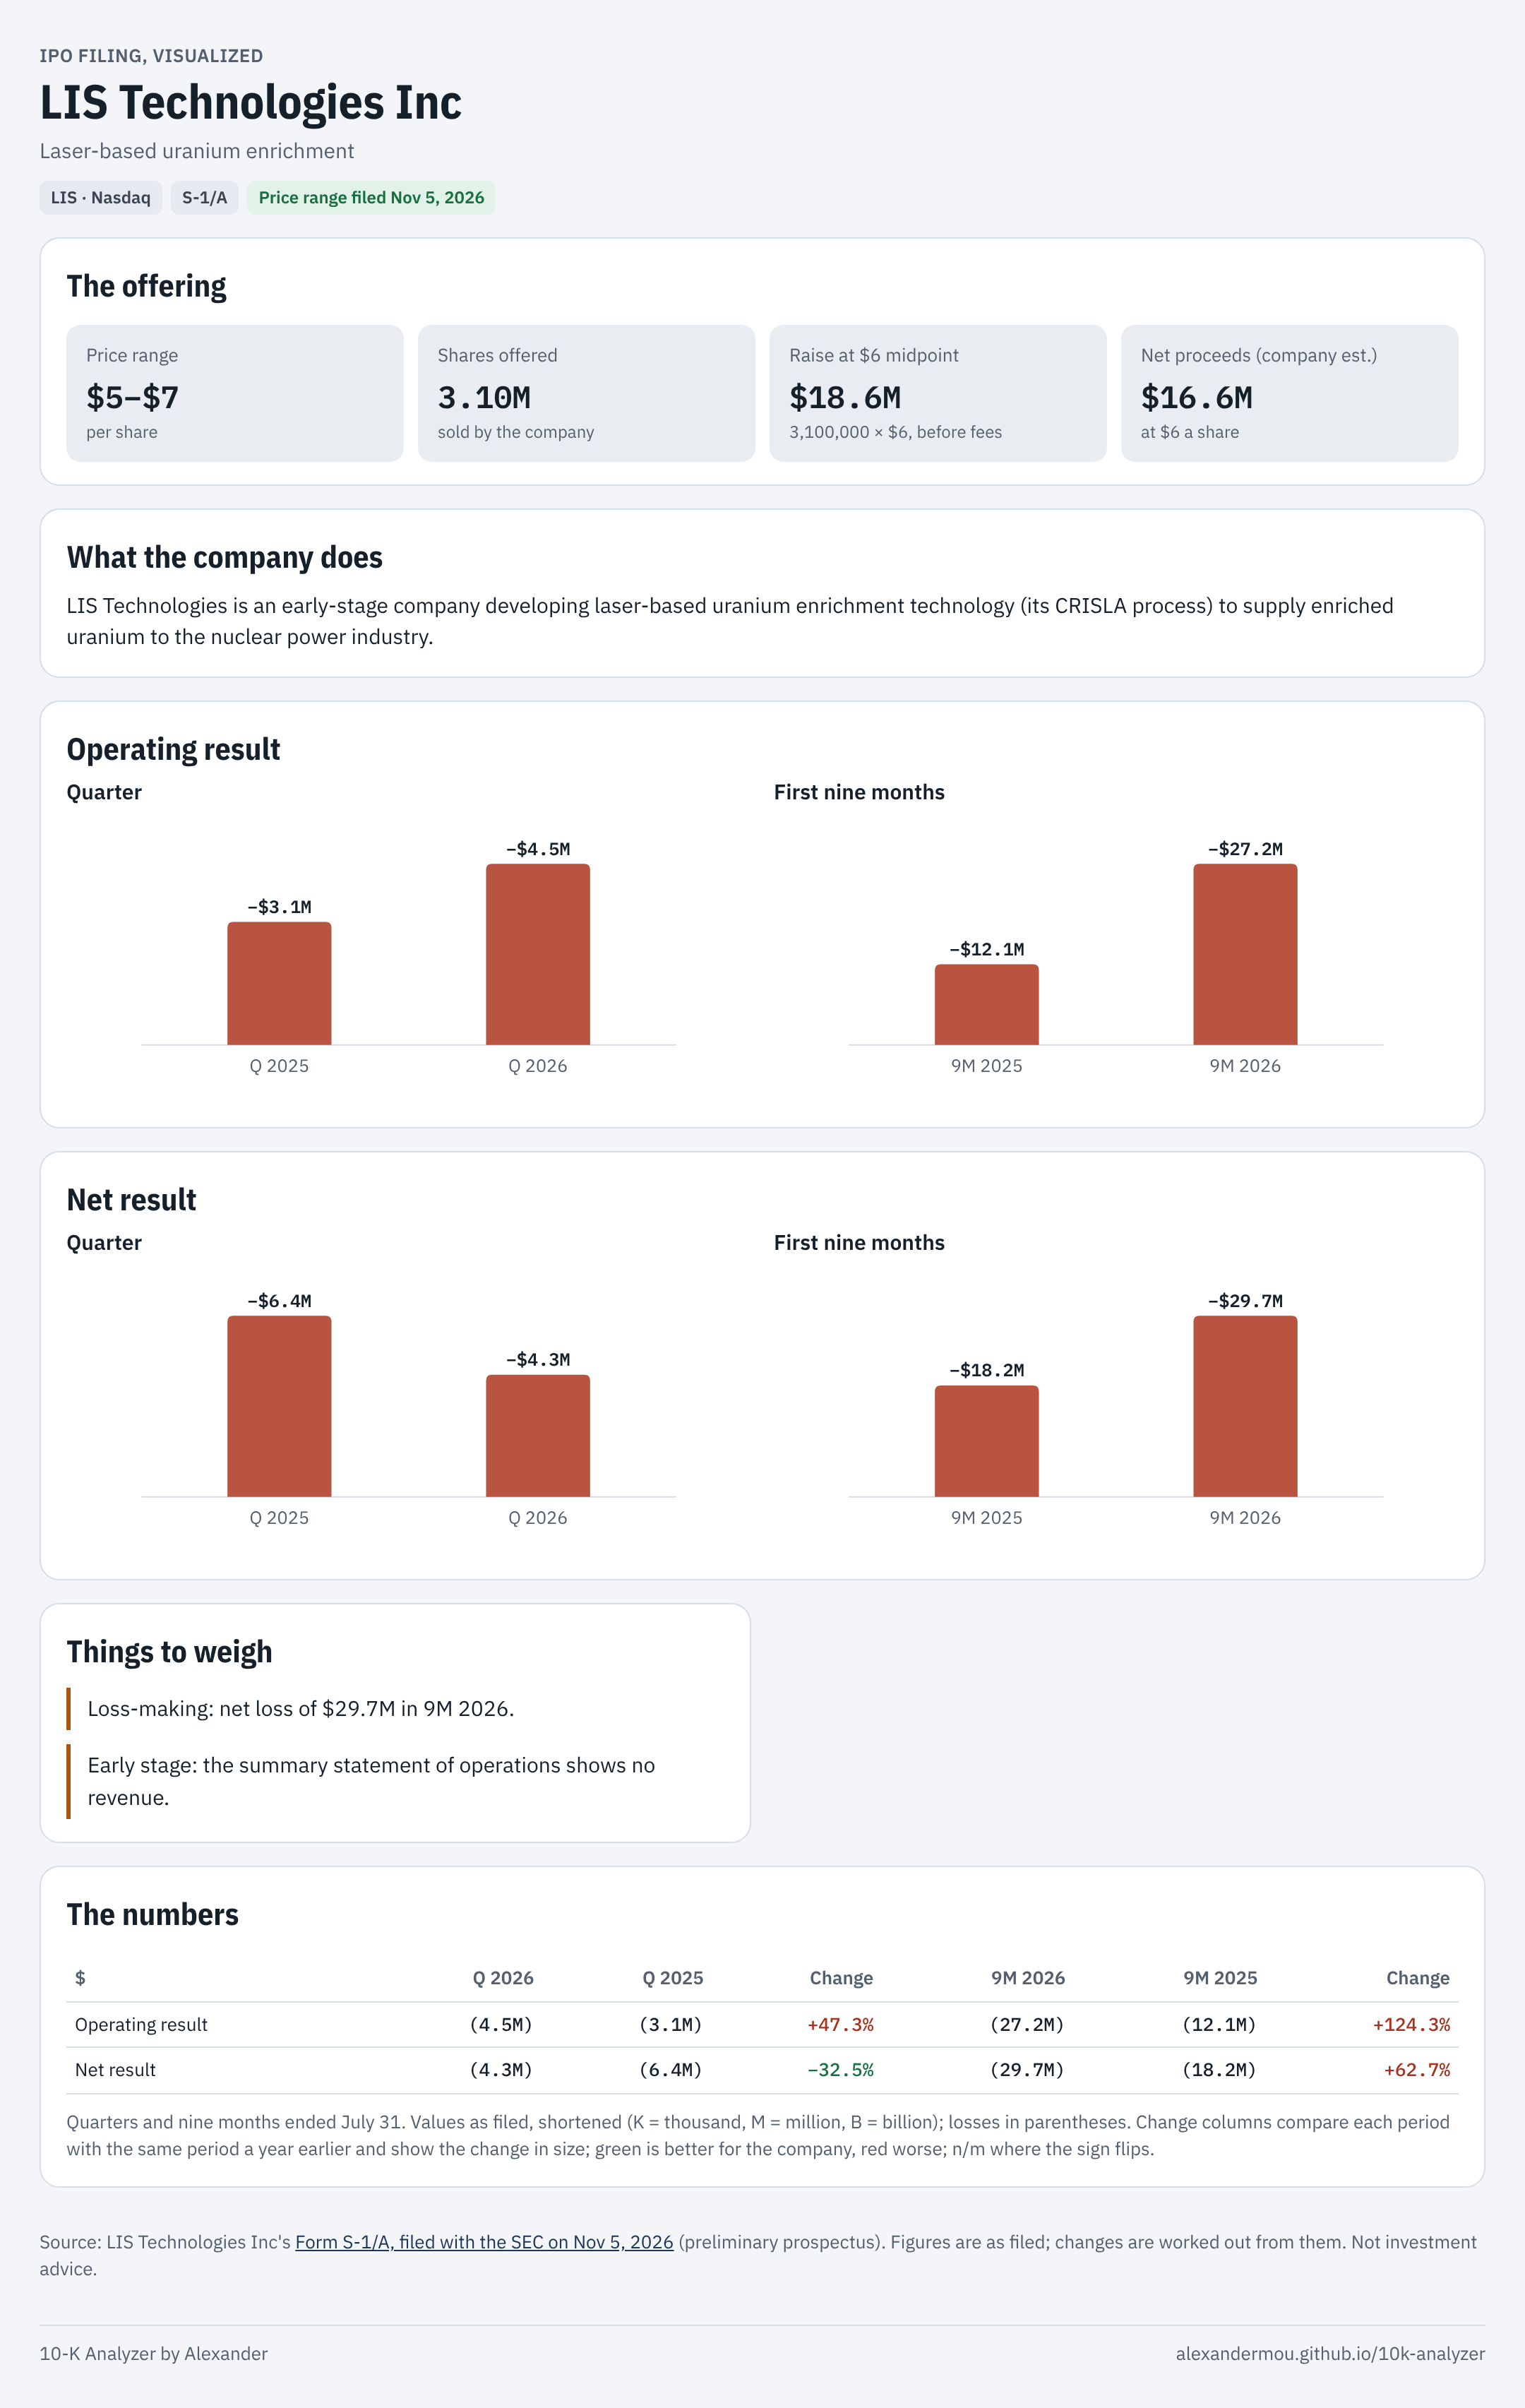 IPO FILING, VISUALIZED
LIS Technologies Inc
Laser-based uranium enrichment
LIS · Nasdaq
S-1/A
Price range filed Nov 5, 2026
The offering
Price range
$5–$7
per share
Shares offered
3.10M
sold by the company
Raise at $6 midpoint
$18.6M
3,100,000 × $6, before fees
Net proceeds (company est.)
$16.6M
at $6 a share
What the company does
LIS Technologies is an early-stage company developing laser-based uranium enrichment technology (its CRISLA process) to supply enriched
uranium to the nuclear power industry.
Operating result
Quarter
−$3.1M
−$4.5M
Q 2025
Q 2026
First nine months
−$12.1M
−$27.2M
9M 2025
9M 2026
Net result
Quarter
−$6.4M
−$4.3M
Q 2025
Q 2026
First nine months
−$18.2M
−$29.7M
9M 2025
9M 2026
Things to weigh
Loss-making: net loss of $29.7M in 9M 2026.
Early stage: the summary statement of operations shows no
revenue.
The numbers
$ Q 2026 Q 2025 Change 9M 2026 9M 2025 Change
Operating result (4.5M) (3.1M) +47.3% (27.2M) (12.1M) +124.3%
Net result (4.3M) (6.4M) −32.5% (29.7M) (18.2M) +62.7%
Quarters and nine months ended July 31. Values as filed, shortened (K = thousand, M = million, B = billion); losses in parentheses. Change columns compare each period
with the same period a year earlier and show the change in size; green is better for the company, red worse; n/m where the sign flips.
Source: LIS Technologies Inc's Form S-1/A, filed with the SEC on Nov 5, 2026 (preliminary prospectus). Figures are as filed; changes are worked out from them. Not investment
advice.
10-K Analyzer by Alexander
alexandermou.github.io/10k-analyzer